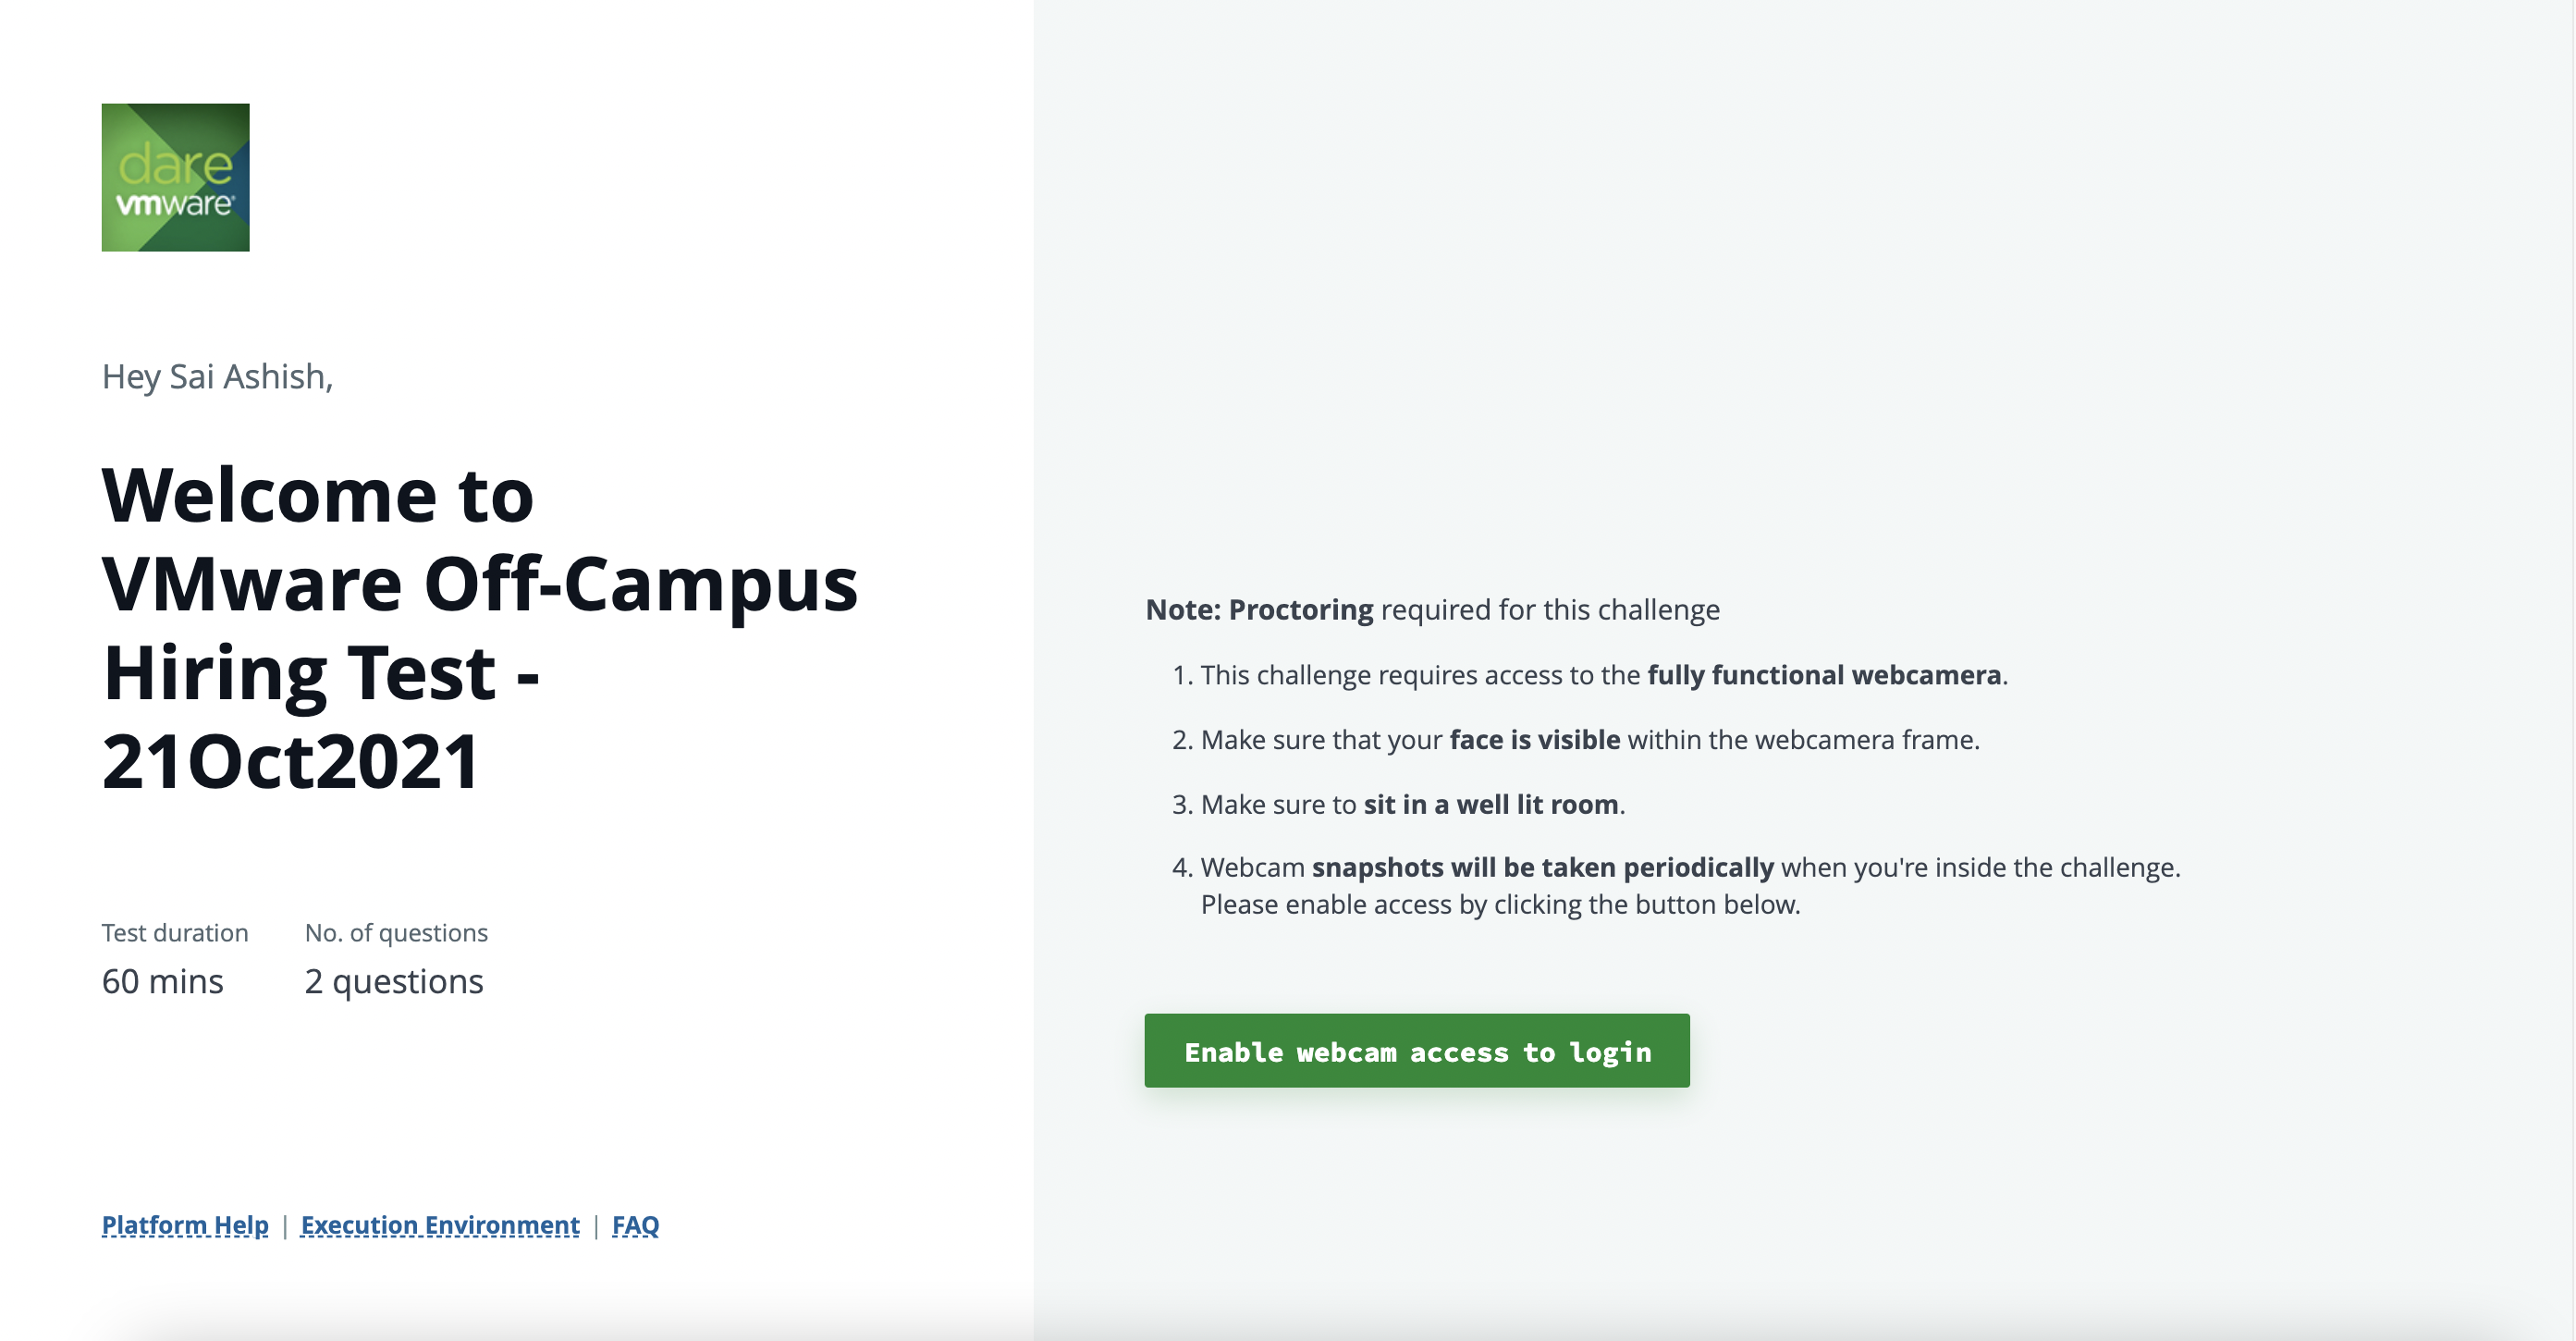 dare
vmware®
Hey Sai Ashish,
Welcome to
VMware Off-Campus
Hiring Test -
21Oct2021
Test duration
60 mins
No. of questions
2 questions
Platform Help | Execution Environment | FAQ
Note: Proctoring required for this challenge
1. This challenge requires access to the fully functional webcamera.
2. Make sure that your face is visible within the webcamera frame.
3. Make sure to sit in a well lit room.
4. Webcam snapshots will be taken periodically when you're inside the challenge.
Please enable access by clicking the button below.
Enable webcam access to login